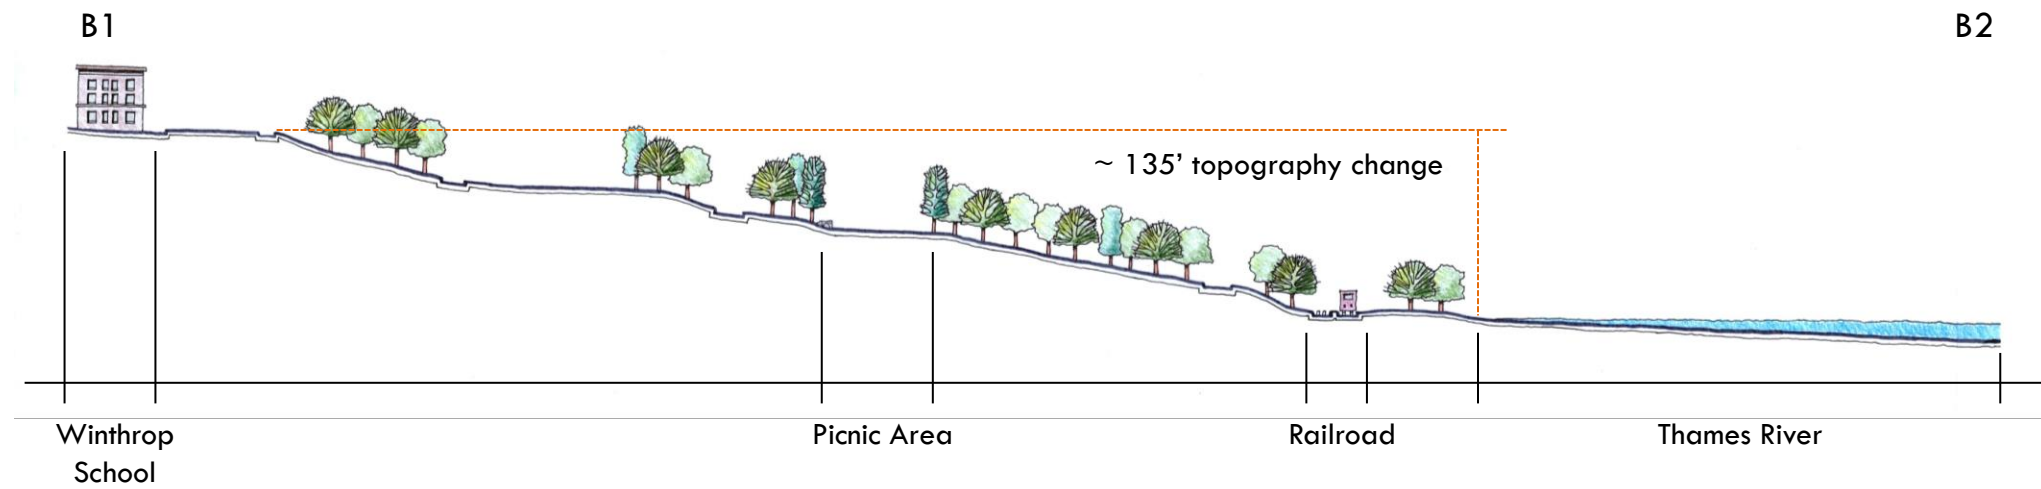 B1
B2
~ 135’ topography change
Winthrop
School
Picnic Area
Railroad
Thames River